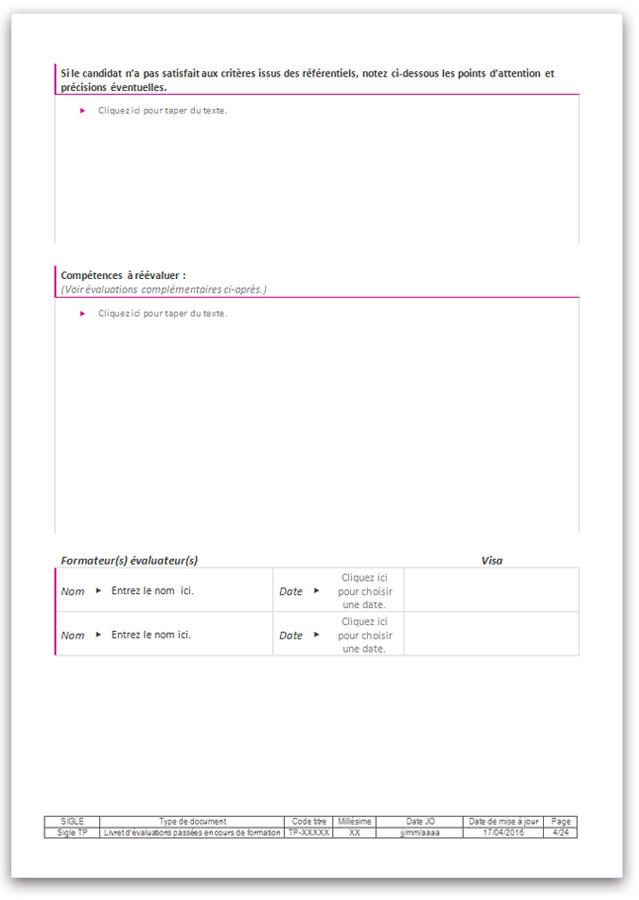 Si le candidat n'a pas satisfait aux critères issus des référentiels, notez ci-dessous les points d'attention et
précisions éventuelles.
Cliquez ici pour taper du texte.
Compétences à réévaluer :
(Voir évaluations complémentaires ci-après.)
Cliquez ici pour taper du texte.
Formateur(s) évaluateur(s) Visa
Nom Entrez le nom ici. Date Cliquez ici
pour choisir
une date.
Nom Entrez le nom ici. Date Cliquez ici
pour choisir
une date.
SIGLE Type de document Code titre Millésime Date JO Date de mise à jour Page
Sigle TP Livret d'évaluations passées en cours de formation TP-XXXXX XX jj/mm/aaaa 17/04/2016 4/24